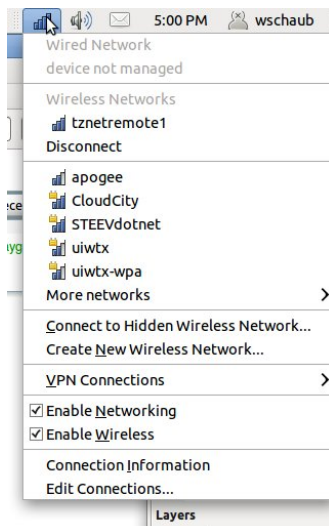 5:00 PM wschaub
Wired Network
device not managed
Wireless Networks
tznetremote1
Disconnect
apogee
CloudCity
STEEVdotnet
uiwtx
uiwtx-wpa
More networks
Connect to Hidden Wireless Network...
Create New Wireless Network...
VPN Connections
Enable Networking
Enable Wireless
Connection Information
Edit Connections...
Layers